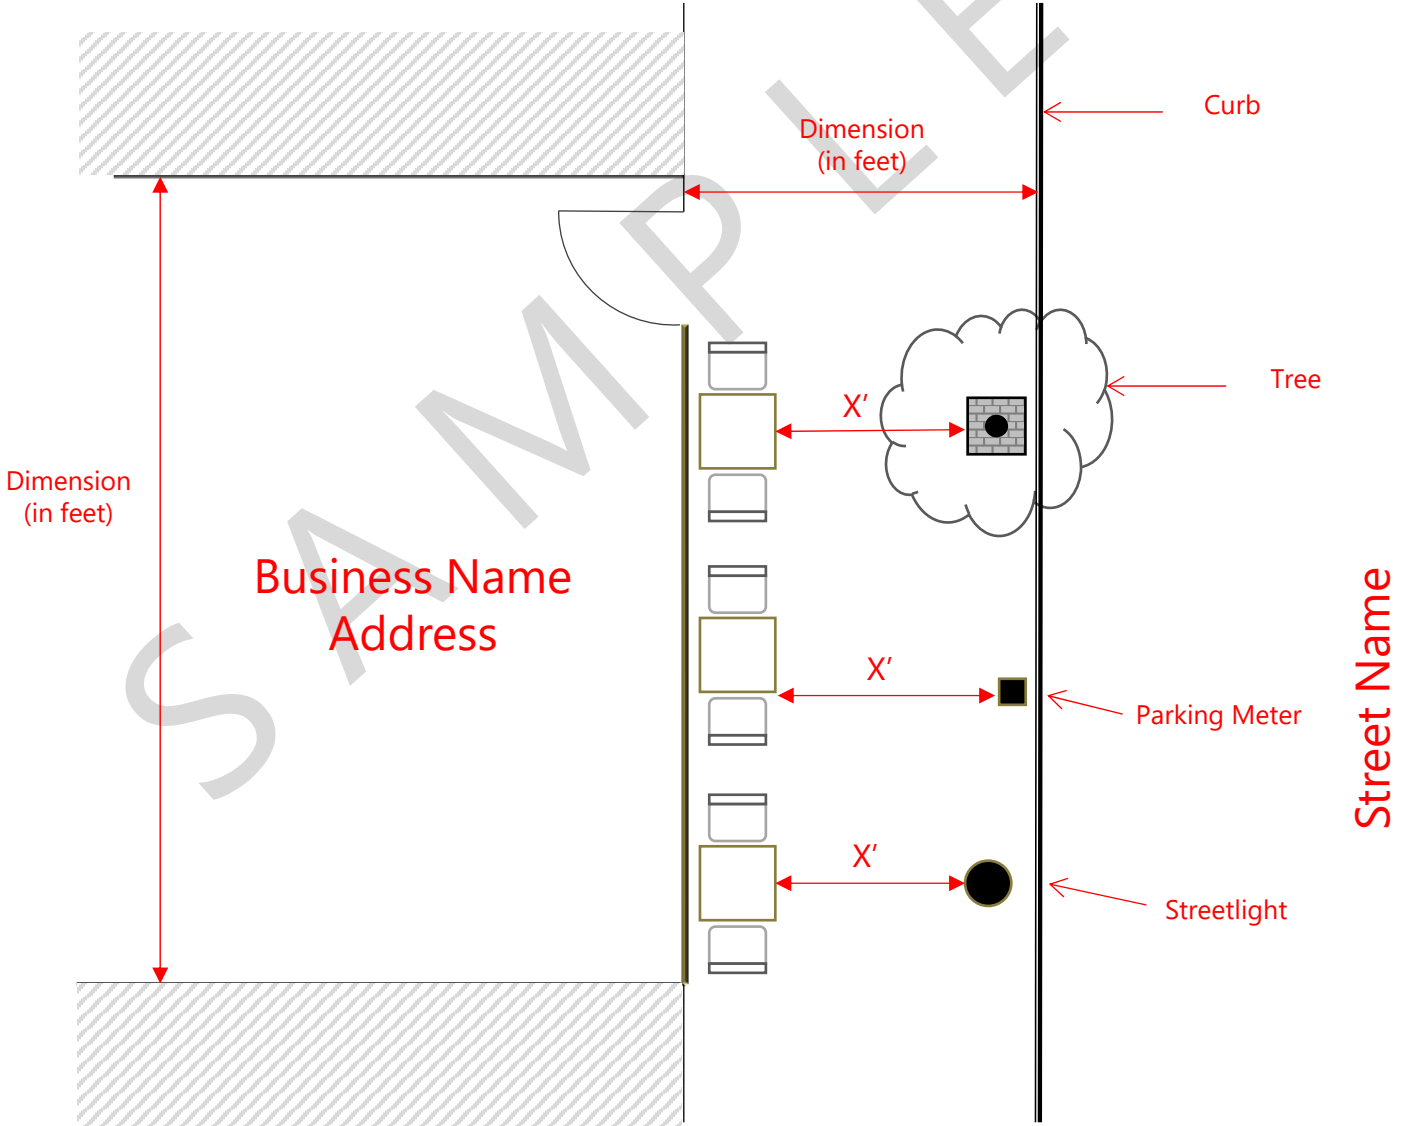 SAMPLE
Curb
Dimension
(in feet)
Tree
X’
Dimension
(in feet)
Business Name
Address
X’
Parking Meter
Street Name
X’
Streetlight